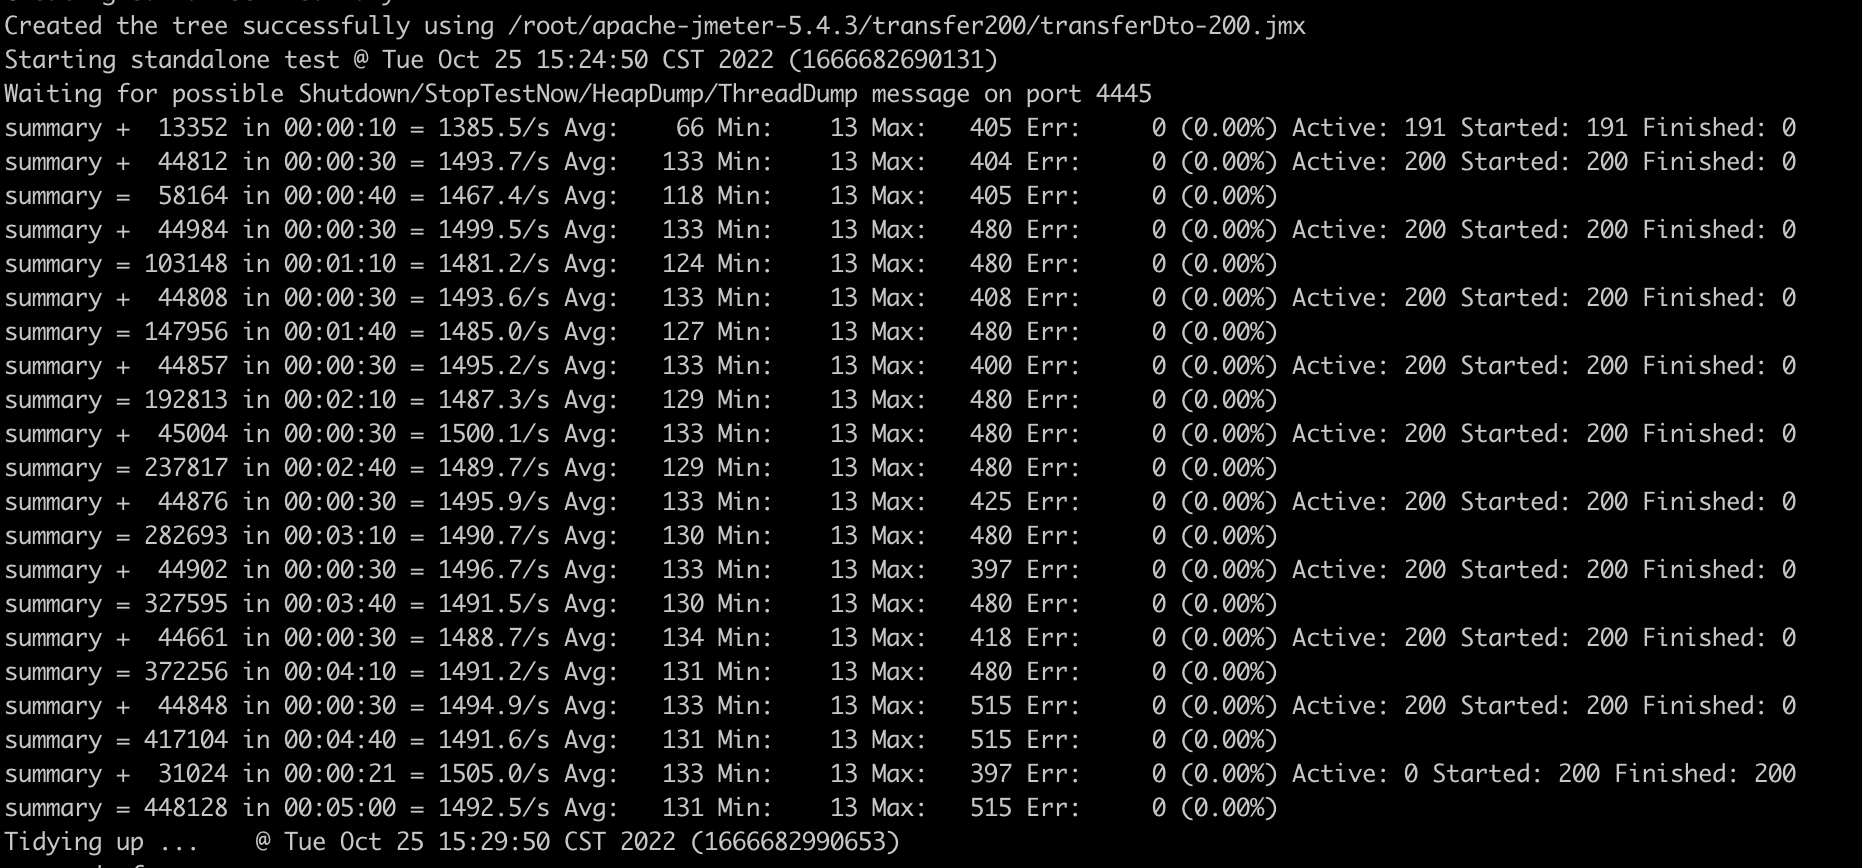 Created the tree successfully using /root/apache-jmeter-5.4.3/transfer200/transferDto-200.jmx
Starting standalone test @ Tue Oct 25 15:24:50 CST 2022 (1666682690131)
Waiting for possible Shutdown/StopTestNow/HeapDump/ThreadDump message on port 4445
summary +  13352 in 00:00:10 = 1385.5/s Avg:    66 Min:    13 Max:   405 Err:     0 (0.00%) Active: 191 Started: 191 Finished: 0
summary +  44812 in 00:00:30 = 1493.7/s Avg:   133 Min:    13 Max:   404 Err:     0 (0.00%) Active: 200 Started: 200 Finished: 0
summary =  58164 in 00:00:40 = 1467.4/s Avg:   118 Min:    13 Max:   405 Err:     0 (0.00%)
summary +  44984 in 00:00:30 = 1499.5/s Avg:   133 Min:    13 Max:   480 Err:     0 (0.00%) Active: 200 Started: 200 Finished: 0
summary = 103148 in 00:01:10 = 1481.2/s Avg:   124 Min:    13 Max:   480 Err:     0 (0.00%)
summary +  44808 in 00:00:30 = 1493.6/s Avg:   133 Min:    13 Max:   408 Err:     0 (0.00%) Active: 200 Started: 200 Finished: 0
summary = 147956 in 00:01:40 = 1485.0/s Avg:   127 Min:    13 Max:   480 Err:     0 (0.00%)
summary +  44857 in 00:00:30 = 1495.2/s Avg:   133 Min:    13 Max:   400 Err:     0 (0.00%) Active: 200 Started: 200 Finished: 0
summary = 192813 in 00:02:10 = 1487.3/s Avg:   129 Min:    13 Max:   480 Err:     0 (0.00%)
summary +  45004 in 00:00:30 = 1500.1/s Avg:   133 Min:    13 Max:   480 Err:     0 (0.00%) Active: 200 Started: 200 Finished: 0
summary = 237817 in 00:02:40 = 1489.7/s Avg:   129 Min:    13 Max:   480 Err:     0 (0.00%)
summary +  44876 in 00:00:30 = 1495.9/s Avg:   133 Min:    13 Max:   425 Err:     0 (0.00%) Active: 200 Started: 200 Finished: 0
summary = 282693 in 00:03:10 = 1490.7/s Avg:   130 Min:    13 Max:   480 Err:     0 (0.00%)
summary +  44902 in 00:00:30 = 1496.7/s Avg:   133 Min:    13 Max:   397 Err:     0 (0.00%) Active: 200 Started: 200 Finished: 0
summary = 327595 in 00:03:40 = 1491.5/s Avg:   130 Min:    13 Max:   480 Err:     0 (0.00%)
summary +  44661 in 00:00:30 = 1488.7/s Avg:   134 Min:    13 Max:   418 Err:     0 (0.00%) Active: 200 Started: 200 Finished: 0
summary = 372256 in 00:04:10 = 1491.2/s Avg:   131 Min:    13 Max:   480 Err:     0 (0.00%)
summary +  44848 in 00:00:30 = 1494.9/s Avg:   133 Min:    13 Max:   515 Err:     0 (0.00%) Active: 200 Started: 200 Finished: 0
summary = 417104 in 00:04:40 = 1491.6/s Avg:   131 Min:    13 Max:   515 Err:     0 (0.00%)
summary +  31024 in 00:00:21 = 1505.0/s Avg:   133 Min:    13 Max:   397 Err:     0 (0.00%) Active: 0 Started: 200 Finished: 200
summary = 448128 in 00:05:00 = 1492.5/s Avg:   131 Min:    13 Max:   515 Err:     0 (0.00%)
Tidying up ...    @ Tue Oct 25 15:29:50 CST 2022 (1666682990653)